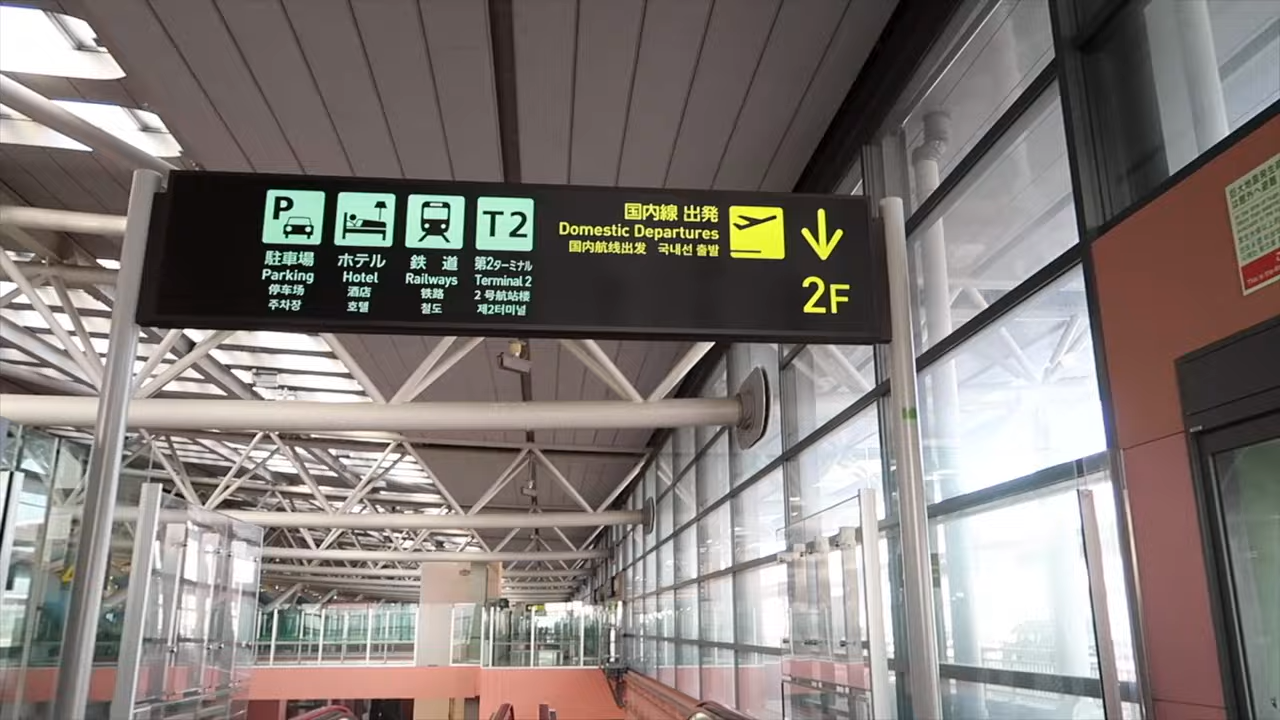 P
駐車場
Parking
停车场
주차장
ホテル
Hotel
酒店
호텔
鉄道
Railways
铁路
철도
T2
第2ターミナル
Terminal 2
2号航站楼
제2터미널
国内線 出発
Domestic Departures
国内航线出发 국내선 출발
2F